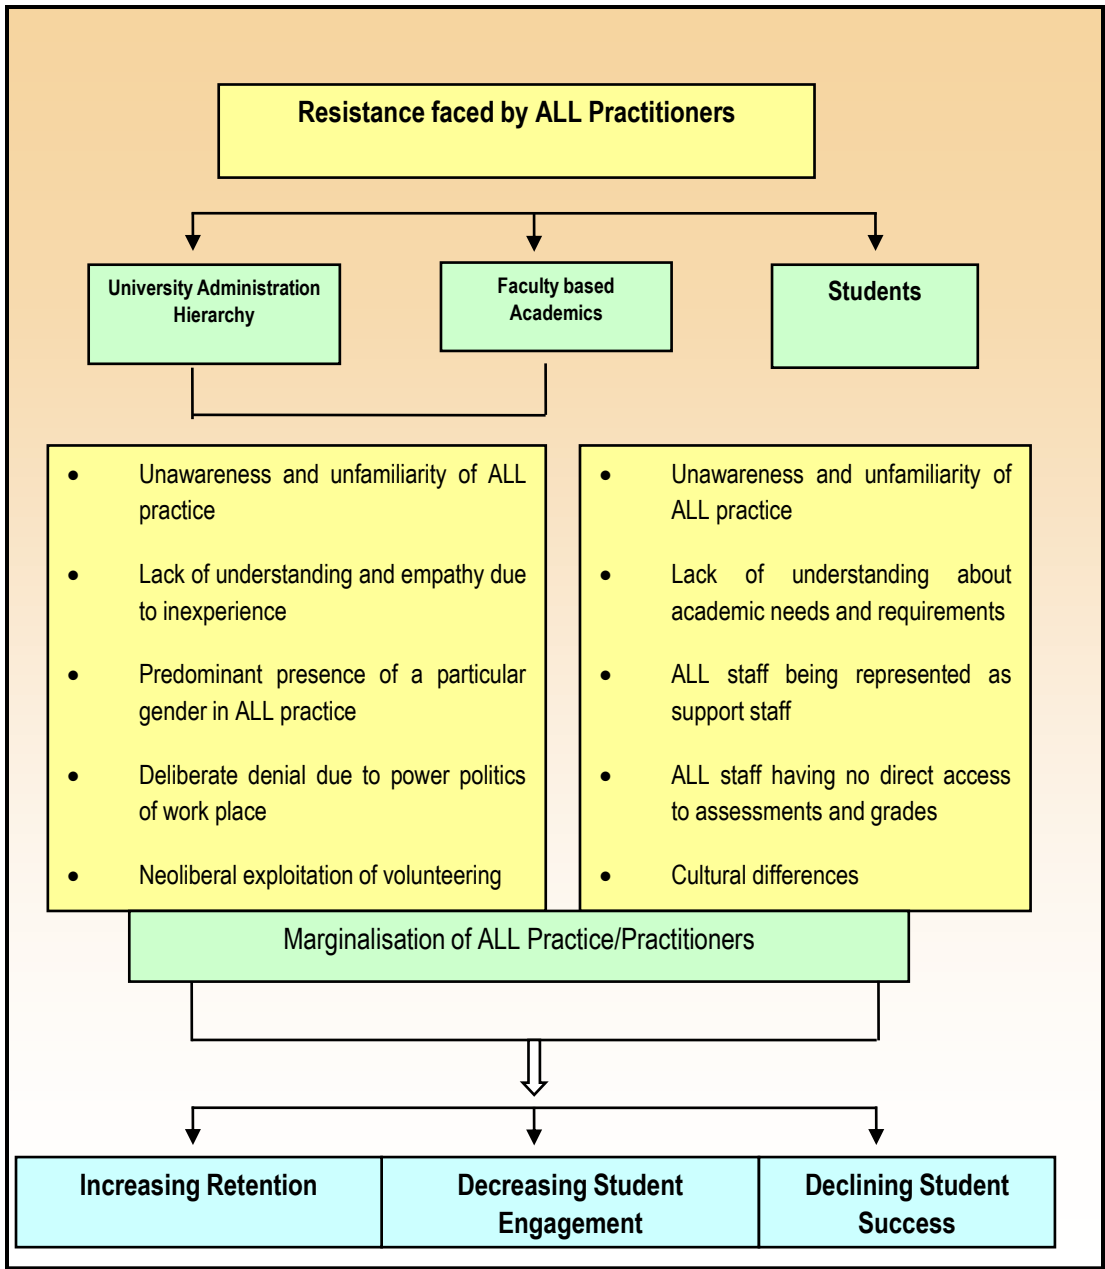 Resistance faced by ALL Practitioners
University Administration
Hierarchy
Faculty based
Academics
Students
• Unawareness and unfamiliarity of ALL
practice
• Lack of understanding and empathy due
to inexperience
• Predominant presence of a particular
gender in ALL practice
• Deliberate denial due to power politics
of work place
• Neoliberal exploitation of volunteering
• Unawareness and unfamiliarity of
ALL practice
• Lack of understanding about
academic needs and requirements
• ALL staff being represented as
support staff
• ALL staff having no direct access
to assessments and grades
• Cultural differences
Marginalisation of ALL Practice/Practitioners
Increasing Retention
Decreasing Student
Engagement
Declining Student
Success